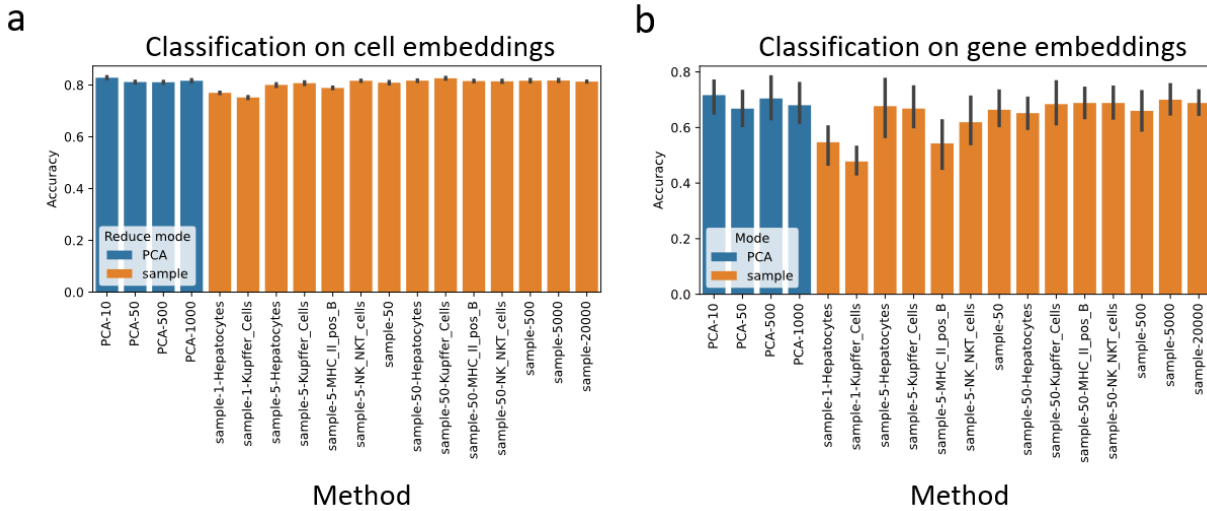 a
Classification on cell embeddings
Accuracy
0.8
0.6
0.4
0.2
0.0
Reduce mode
PCA
sample
PCA-10
PCA-50
PCA-500
PCA-1000
sample-1-Hepatocytes
sample-1-Kupffer_Cells
sample-5-Hepatocytes
sample-5-Kupffer_Cells
sample-5-MHC_II_pos_B
sample-5-NK_NKT_cells
sample-50
sample-50-Hepatocytes
sample-50-Kupffer_Cells
sample-50-MHC_II_pos_B
sample-50-NK_NKT_cells
sample-500
sample-5000
sample-20000
Method
b
Classification on gene embeddings
Accuracy
0.8
0.6
0.4
0.2
0.0
Mode
PCA
sample
PCA-10
PCA-50
PCA-500
PCA-1000
sample-1-Hepatocytes
sample-1-Kupffer_Cells
sample-5-Hepatocytes
sample-5-Kupffer_Cells
sample-5-MHC_II_pos_B
sample-5-NK_NKT_cells
sample-50
sample-50-Hepatocytes
sample-50-Kupffer_Cells
sample-50-MHC_II_pos_B
sample-50-NK_NKT_cells
sample-500
sample-5000
sample-20000
Method